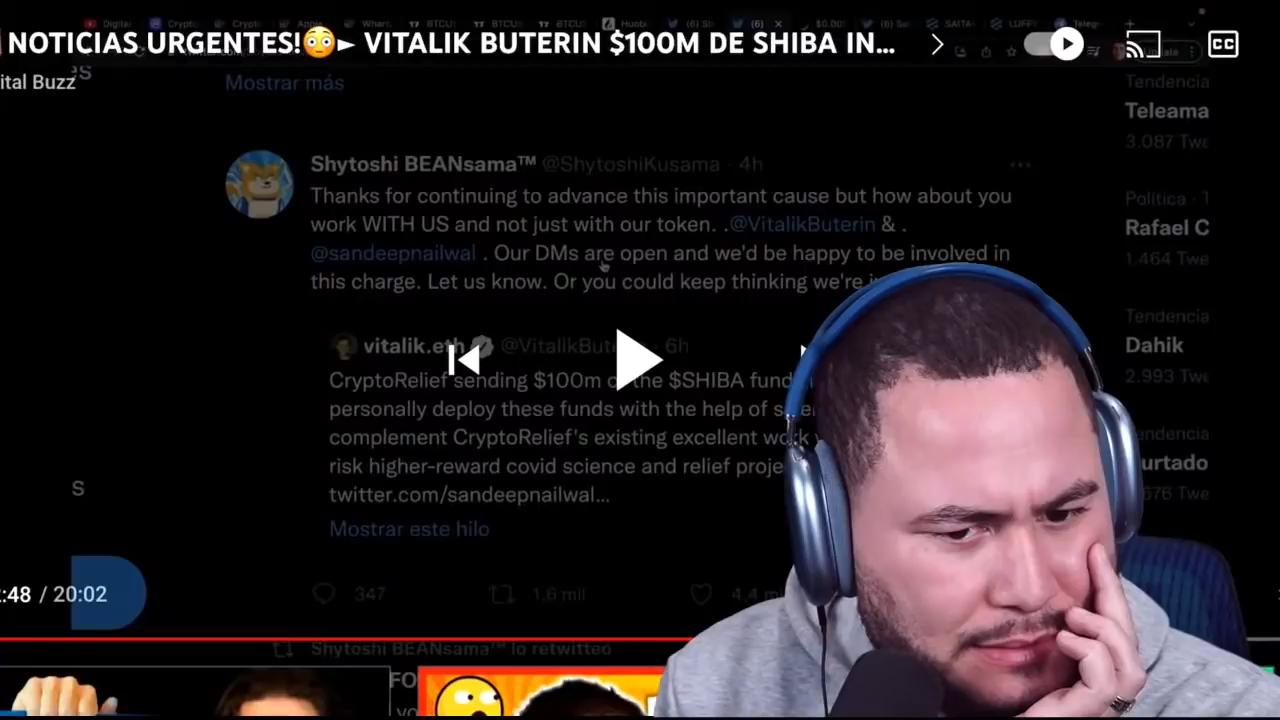 NOTICIAS URGENTES!😳► VITALIK BUTERIN $100M DE SHIBA IN...
ital Buzz
Mostrar más
Shytoshi BEANsama™ @ShytoshiKusama · 4h
Thanks for continuing to advance this important cause but how about you
work WITH US and not just with our token. .@VitalikButerin & .
@sandeepnailwal . Our DMs are open and we'd be happy to be involved in
this charge. Let us know. Or you could keep thinking we're
vitalik.eth @VitalikBute 6h
CryptoRelief sending $100m of the $SHIBA fund
personally deploy these funds with the help of
complement CryptoRelief's existing excellent work
risk higher-reward covid science and relief proje
twitter.com/sandeepnailwal...
Mostrar este hilo
347 1,6 mil 4,4 mi
Shytoshi BEANsama™ lo retweeteó
Tendencia
Teleama
3.087 Twe
Política · T
Rafael C
1.464 Twe
Tendencia
Dahik
2.993 Twe
endencia
urtado
676 Twe
S
:48 / 20:02
FO
yo
CC